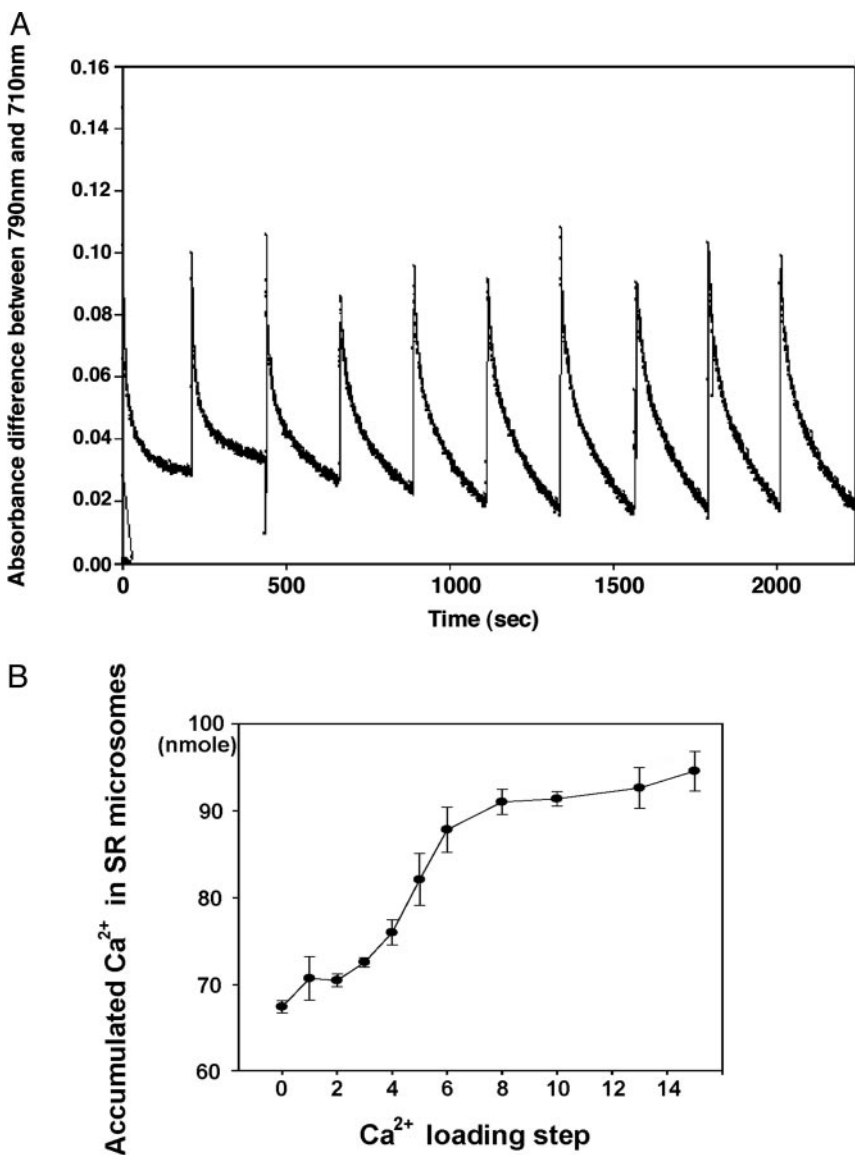 A
Absorbance difference between 790nm and 710nm
0.16
0.14
0.12
0.10
0.08
0.06
0.04
0.02
0.00
0 500 1000 1500 2000
Time (sec)
B
Accumulated Ca²⁺ in SR microsomes
100
(nmole)
90
80
70
60
0 2 4 6 8 10 12 14
Ca²⁺ loading step